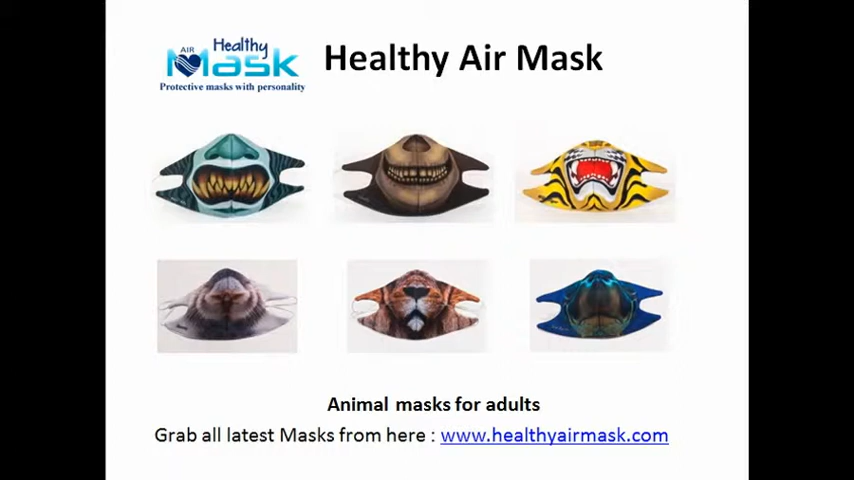 AIR Healthy
Mask
Protective masks with personality
Healthy Air Mask
Animal masks for adults
Grab all latest Masks from here : www.healthyairmask.com